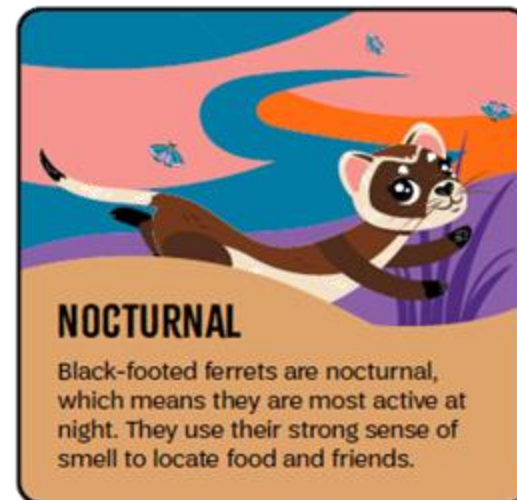 NOCTURNAL
Black-footed ferrets are nocturnal,
which means they are most active at
night. They use their strong sense of
smell to locate food and friends.